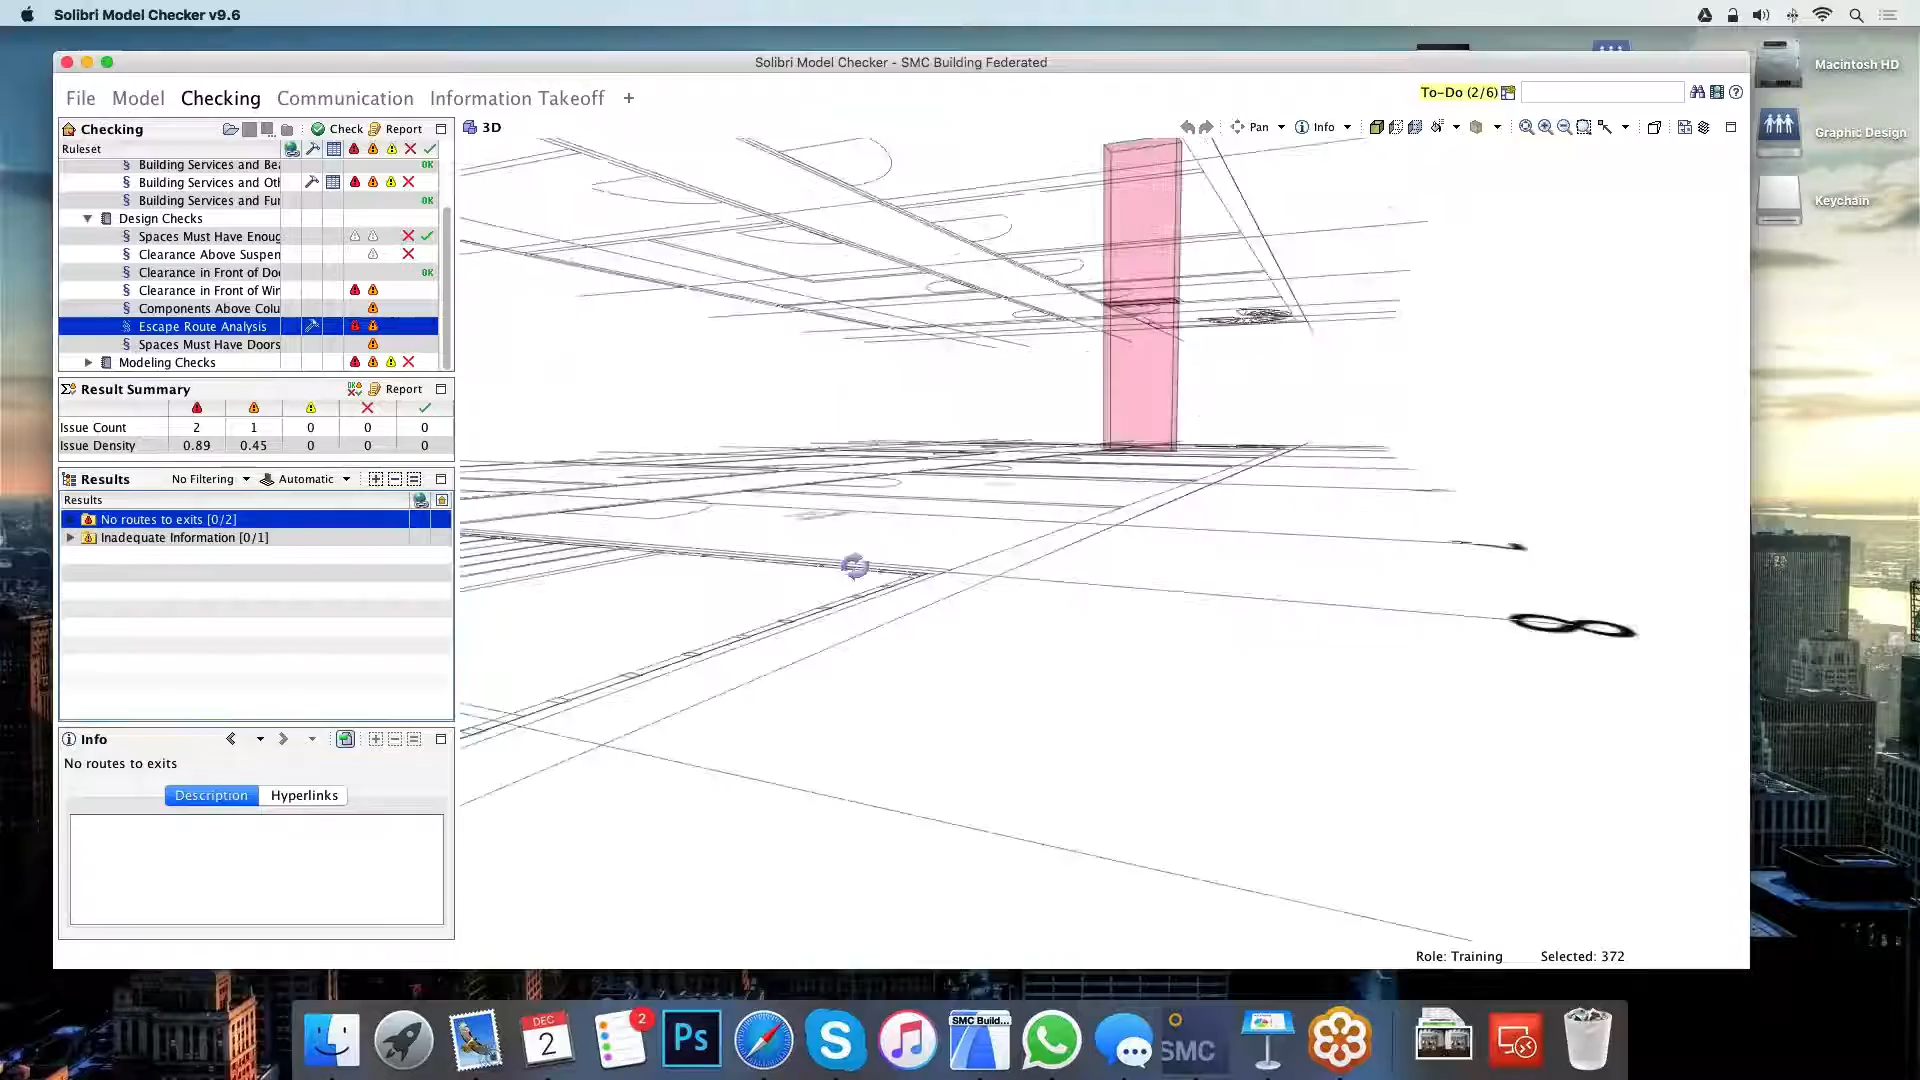 Solibri Model Checker v9.6
Solibri Model Checker - SMC Building Federated
File Model Checking Communication Information Takeoff +
To-Do (2/6)
Macintosh HD
Graphic Design
Keychain
Checking Check Report
Ruleset
Building Services and Bea OK
Building Services and Oth
Building Services and Fur OK
Design Checks
Spaces Must Have Enoug
Clearance Above Suspen
Clearance in Front of Doo OK
Clearance in Front of Win
Components Above Colu
Escape Route Analysis
Spaces Must Have Doors
Modeling Checks
Result Summary Report
Issue Count 2 1 0 0 0
Issue Density 0.89 0.45 0 0 0
Results No Filtering Automatic
Results
No routes to exits [0/2]
Inadequate Information [0/1]
Info
No routes to exits
Description Hyperlinks
3D Pan Info
Role: Training Selected: 372
DEC
2
2
Ps
SMC Build...
SMC